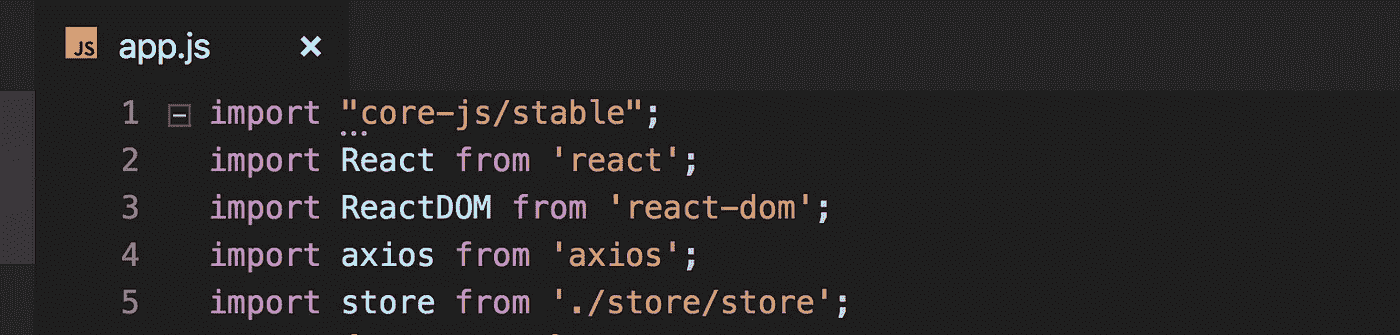 JS app.js ×
1 import "core-js/stable";
2 import React from 'react';
3 import ReactDOM from 'react-dom';
4 import axios from 'axios';
5 import store from './store/store';